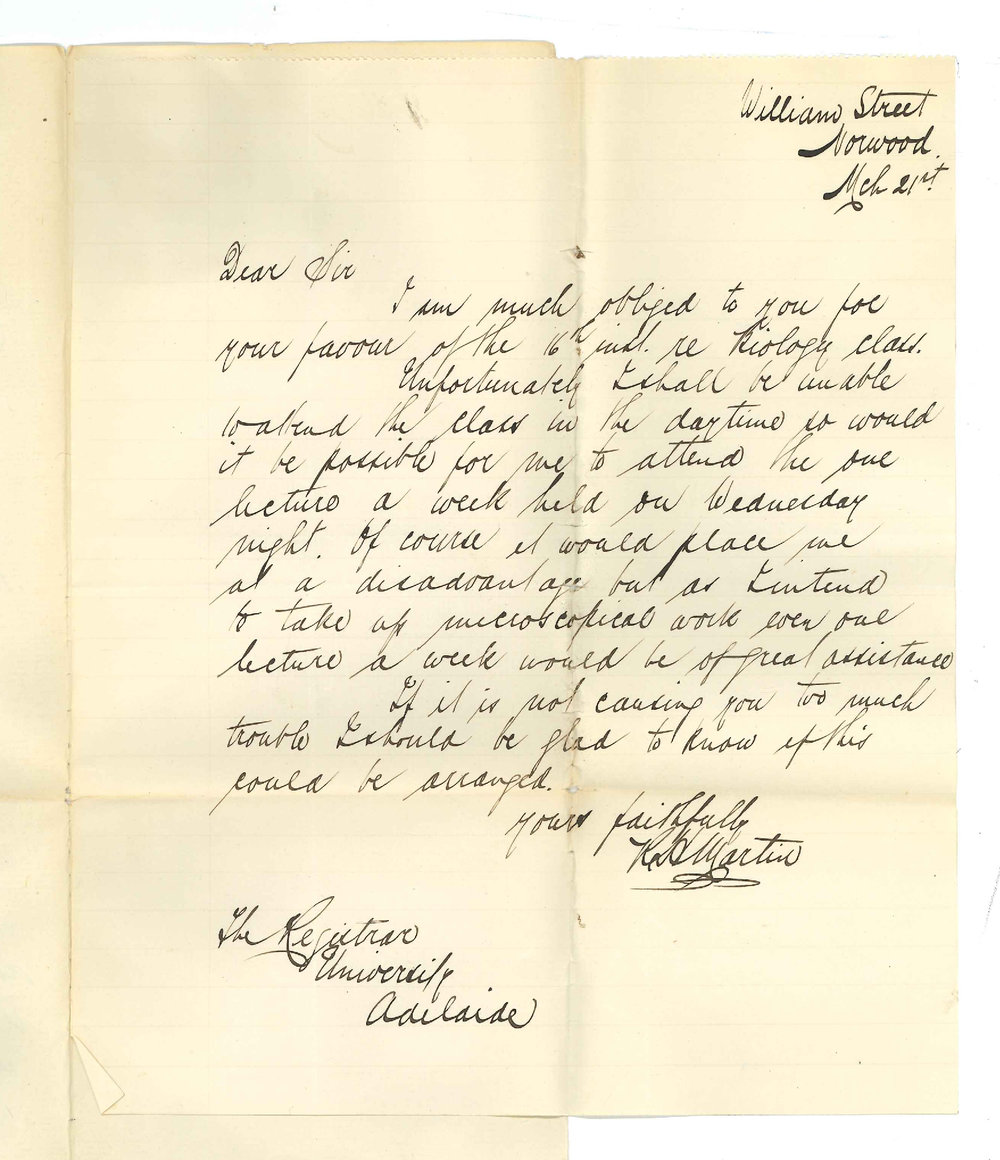 William Street
Norwood.
Mch 21st.
Dear Sir
I am much obliged to you for
your favour of the 16th inst. re Biology class.
Unfortunately I shall be unable
to attend the class in the daytime so would
it be possible for me to attend the one
lecture a week held on Wednesday
night. Of course it would place me
at a disadvantage but as I intend
to take up microscopical work even one
lecture a week would be of great assistance
If it is not causing you too much
trouble I should be glad to know if this
could be arranged.
Yours faithfully
R H Martin
The Registrar
University
Adelaide